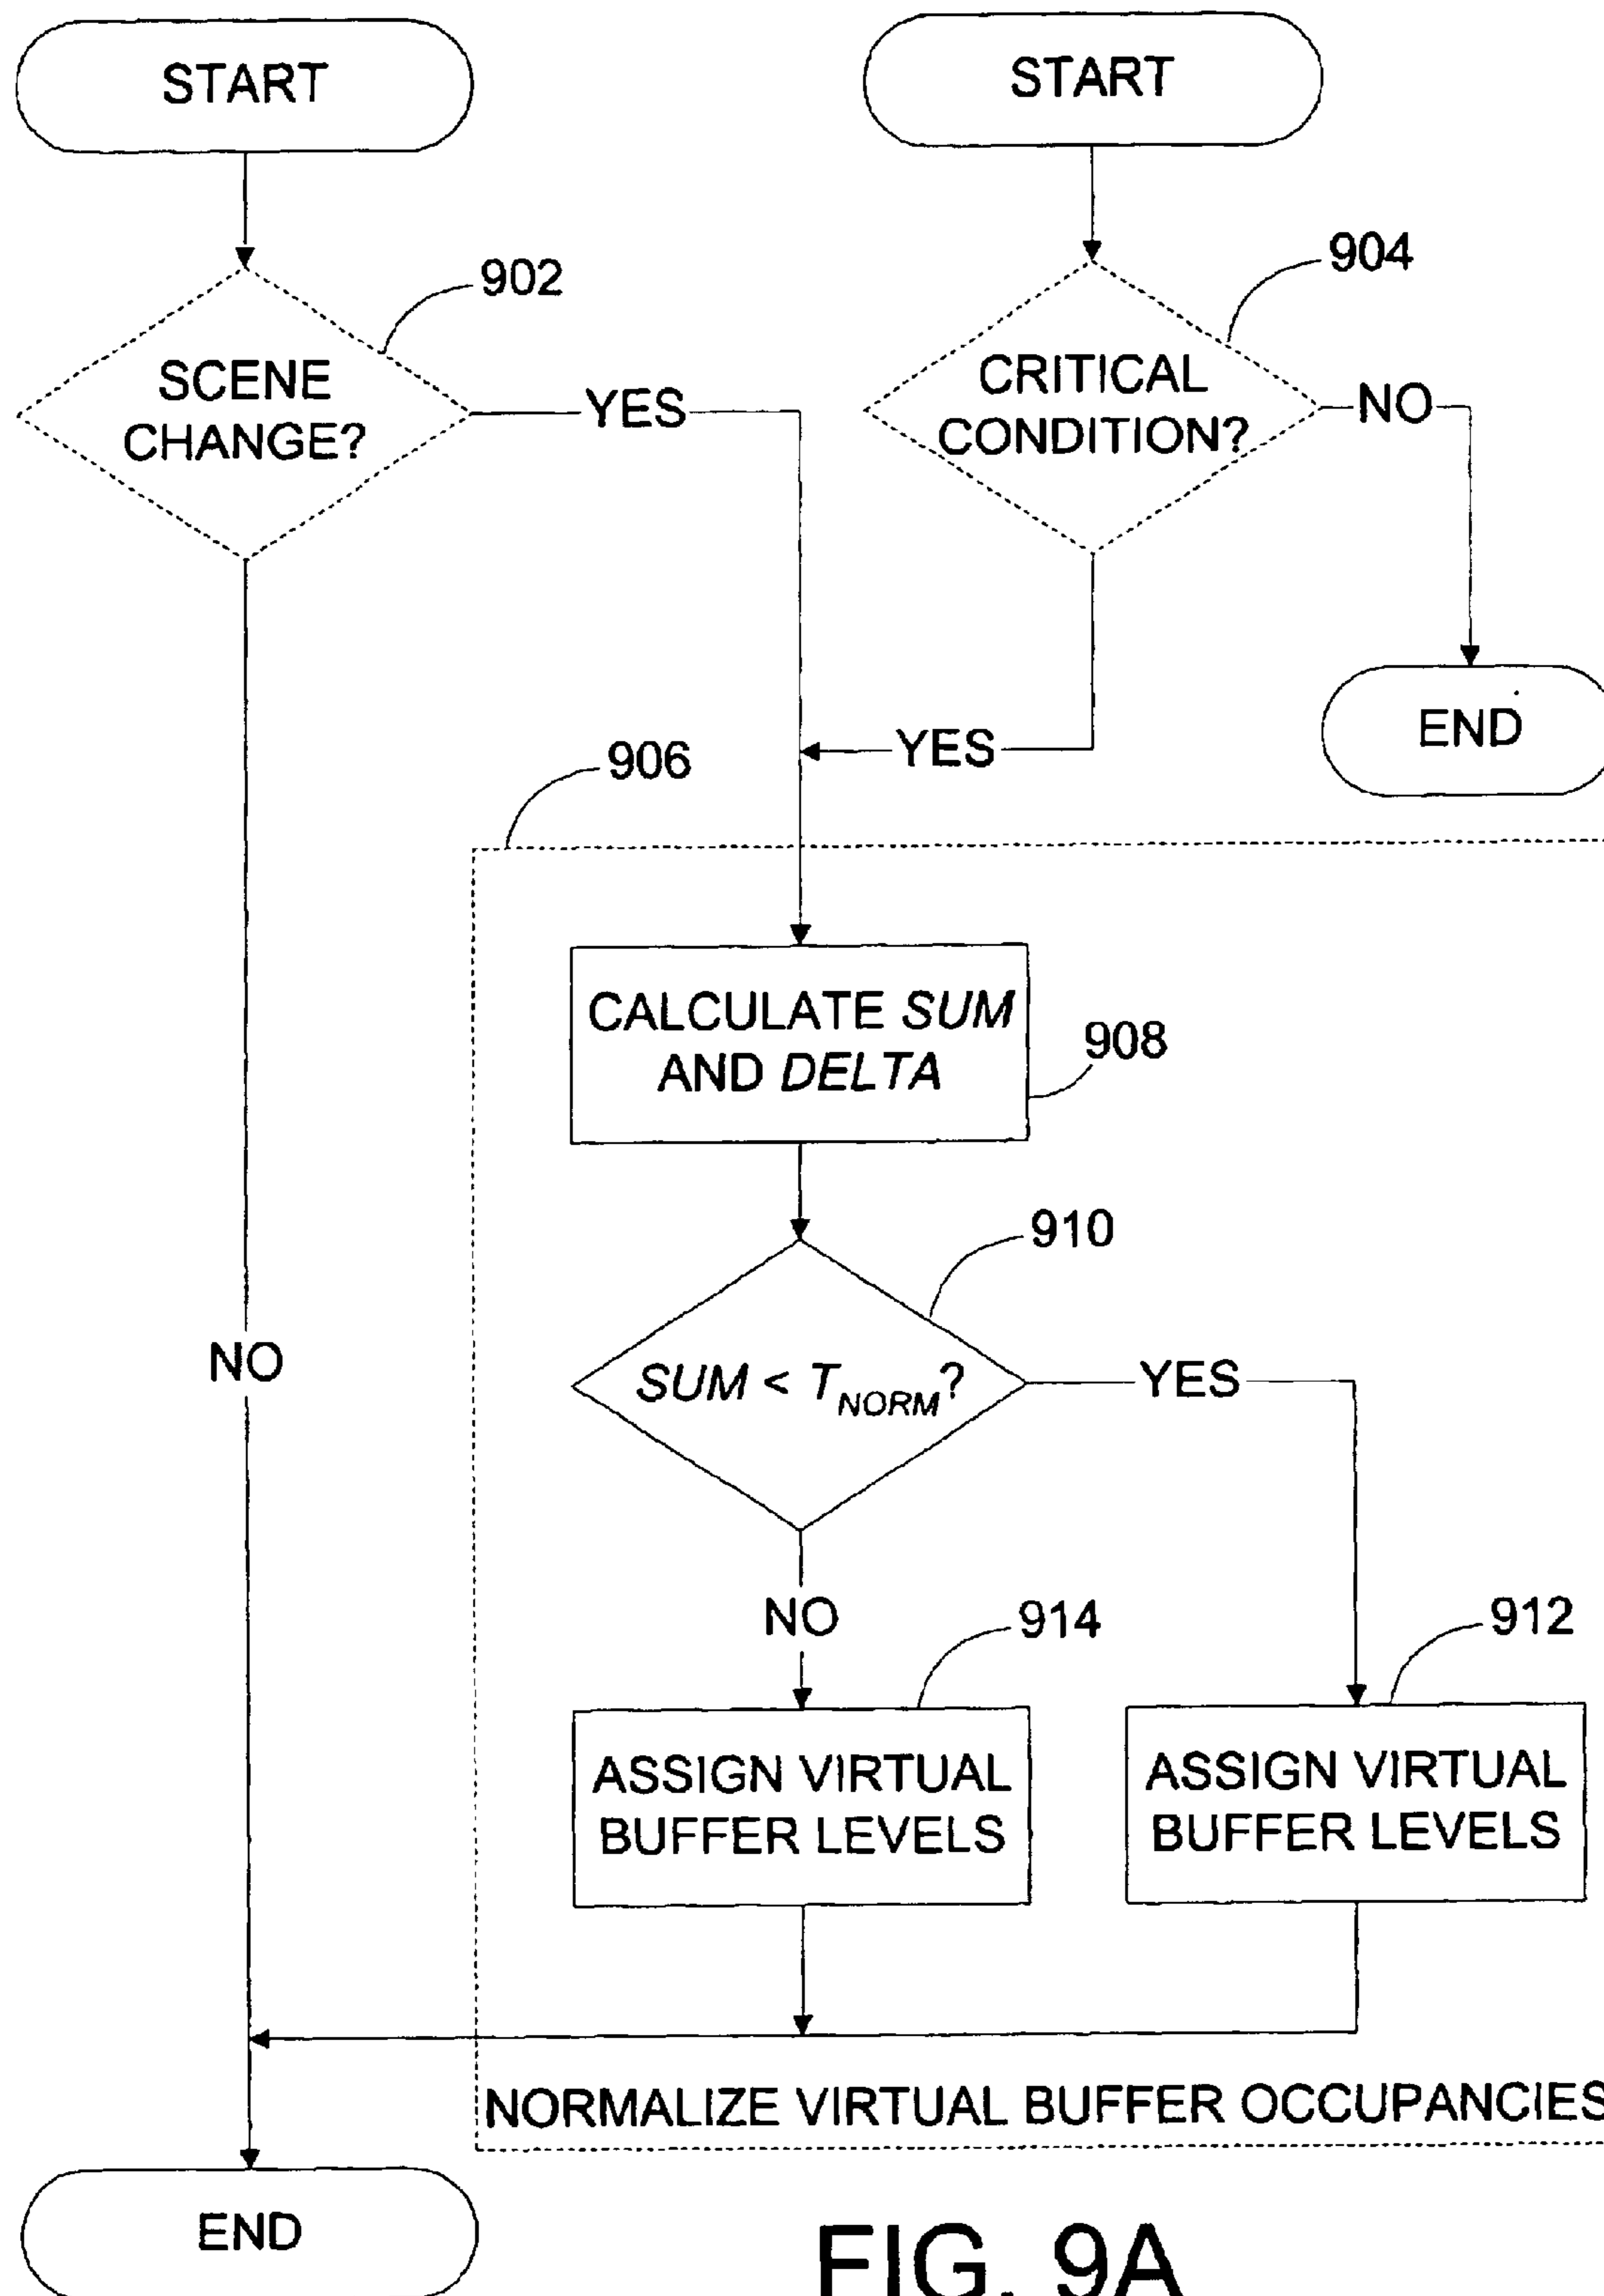 START
START
902
904
SCENE
CHANGE?
YES
CRITICAL
CONDITION?
NO
END
YES
906
CALCULATE SUM
AND DELTA
908
910
SUM < T_NORM?
YES
NO
NO
914
912
ASSIGN VIRTUAL
BUFFER LEVELS
ASSIGN VIRTUAL
BUFFER LEVELS
NORMALIZE VIRTUAL BUFFER OCCUPANCIES
END
FIG. 9A